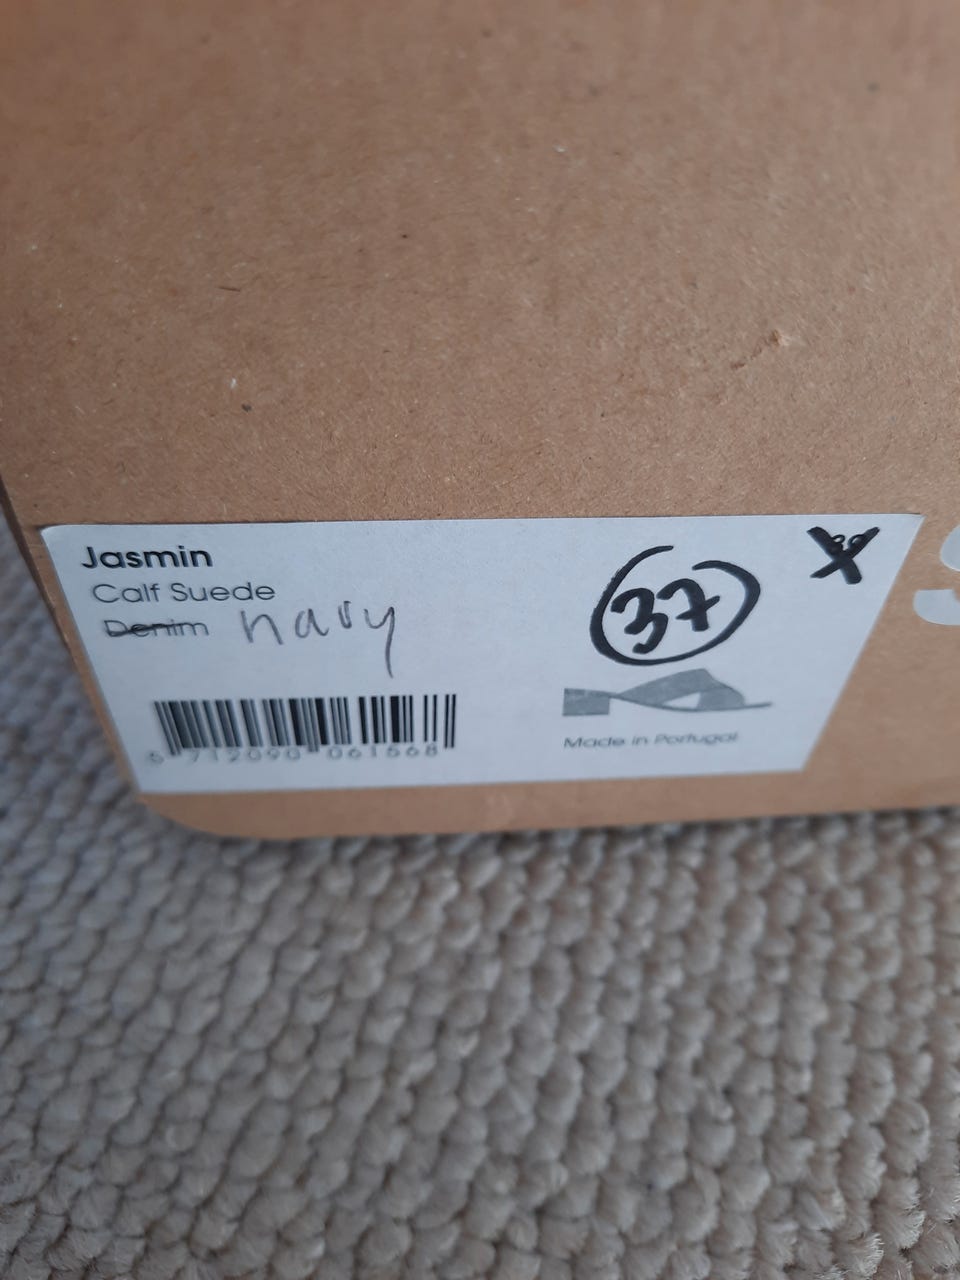 Jasmin
Calf Suede
Denim navy
37
Made in Portugal